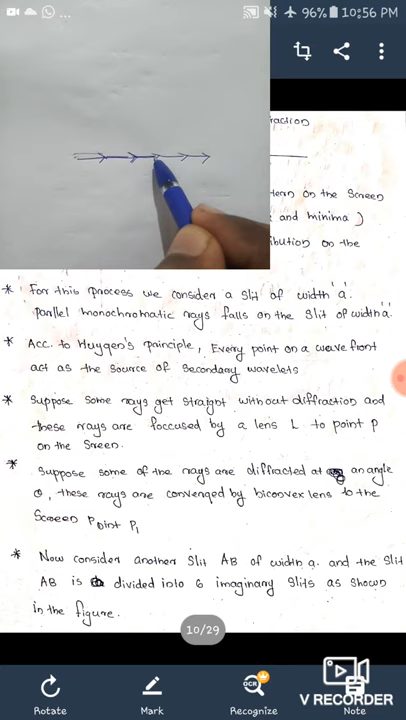 96% 10:56 PM
raction
tern on the Screen
and minima )
ibution on the
* For this process we consider a slit of width 'a'.
parallel monochromatic rays falls on the slit of width 'a'.
* Acc. to Huygen's principle, Every point on a wave front
act as the source of secondary wavelets
* Suppose some rays get straight without diffraction and
these rays are foccused by a lens L to point P
on the Screen.
* Suppose some of the rays are diffracted at an angle
θ, these rays are converged by biconvex lens to the
Screen Point P1
* Now consider another slit AB of width a. and the slit
AB is divided into 6 imaginary slits as shown
in the figure.
10/29
OCR
Rotate Mark Recognize Note
V RECORDER